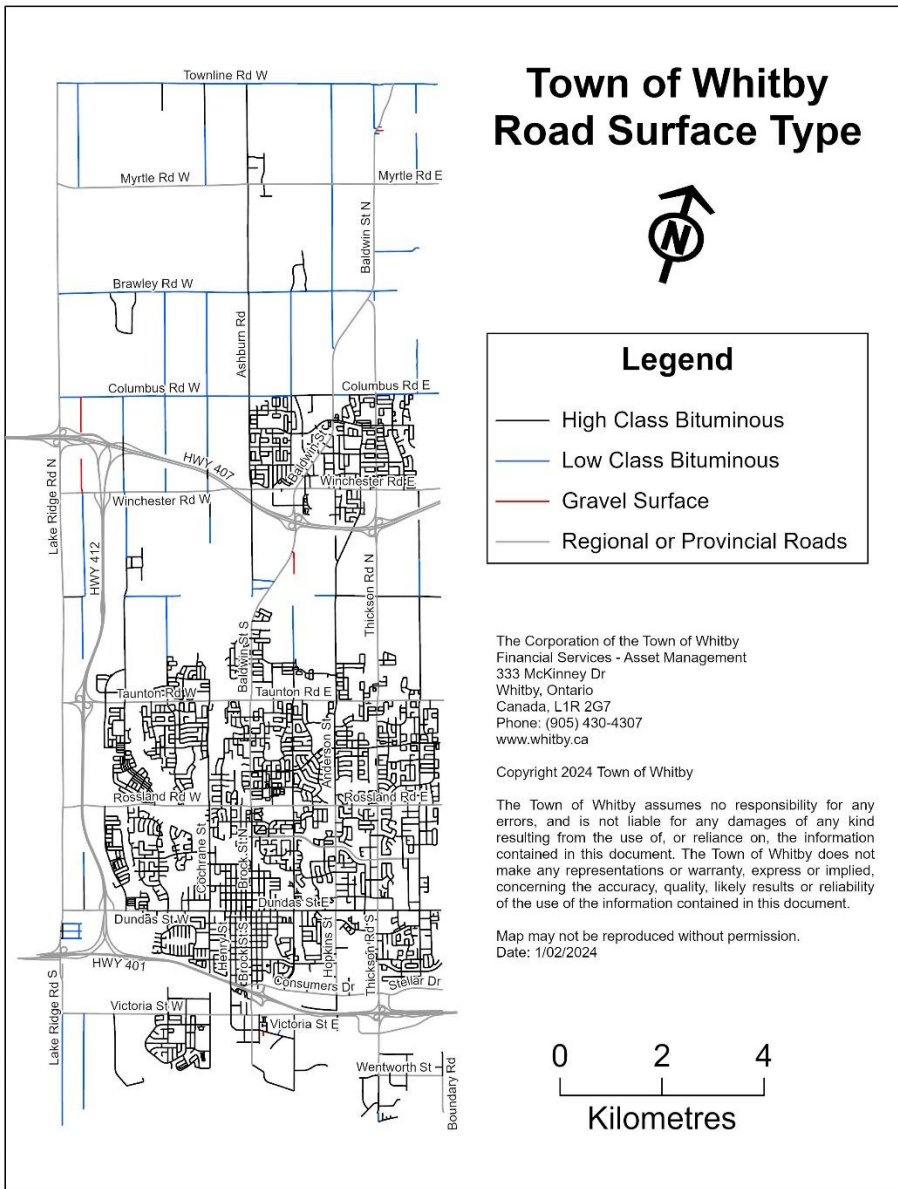 Town of Whitby
Road Surface Type
N
Legend
High Class Bituminous
Low Class Bituminous
Gravel Surface
Regional or Provincial Roads
The Corporation of the Town of Whitby
Financial Services - Asset Management
333 McKinney Dr
Whitby, Ontario
Canada, L1R 2G7
Phone: (905) 430-4307
www.whitby.ca
Copyright 2024 Town of Whitby
The Town of Whitby assumes no responsibility for any
errors, and is not liable for any damages of any kind
resulting from the use of, or reliance on, the information
contained in this document. The Town of Whitby does not
make any representations or warranty, express or implied,
concerning the accuracy, quality, likely results or reliability
of the use of the information contained in this document.
Map may not be reproduced without permission.
Date: 1/02/2024
0 2 4
Kilometres
Townline Rd W
Myrtle Rd W
Myrtle Rd E
Baldwin St N
Brawley Rd W
Ashburn Rd
Columbus Rd W
Columbus Rd E
Baldwin St
HWY 407
Lake Ridge Rd N
Winchester Rd W
Winchester Rd E
HWY 412
Thickson Rd N
Baldwin St S
Taunton Rd W
Taunton Rd E
Anderson St
Rossland Rd W
Rossland Rd E
Cochrane St
Brock St N
Dundas St W
Dundas St E
Henry St
Brock St S
Hopkins St
Thickson Rd S
HWY 401
Consumers Dr
Stellar Dr
Lake Ridge Rd S
Victoria St W
Victoria St E
Wentworth St
Boundary Rd